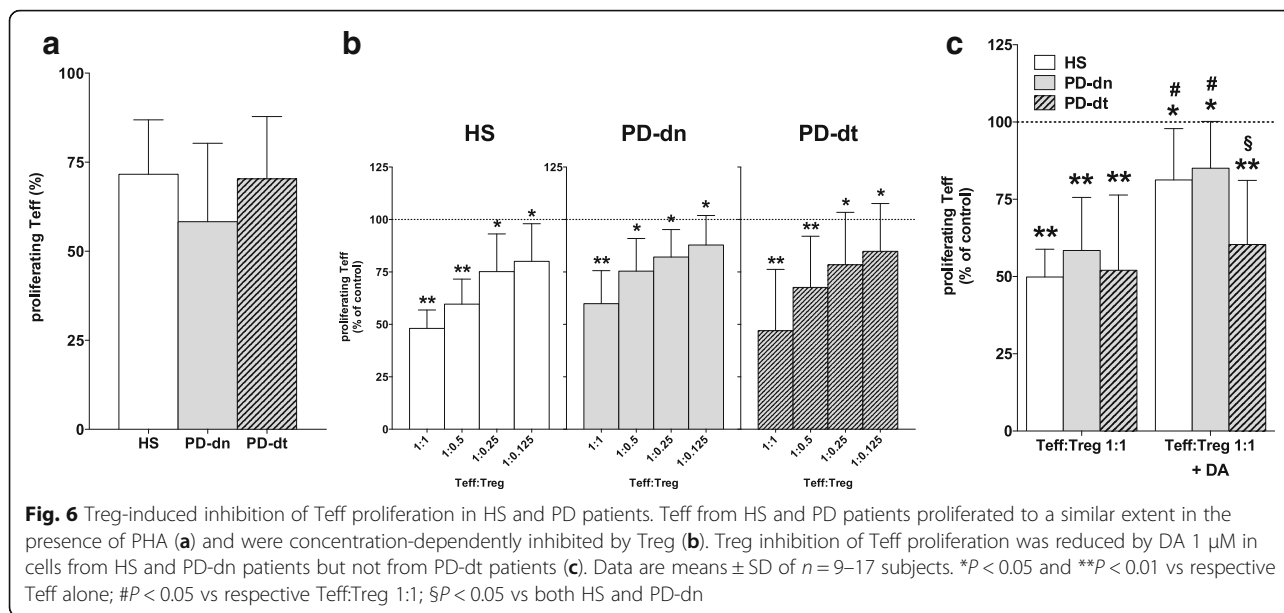 a
b
c
100
75
50
25
0
proliferating Teff (%)
HS PD-dn PD-dt
HS PD-dn PD-dt
125
100
75
50
25
0
proliferating Teff
(% of control)
** ** * *
** * * *
** ** * *
125
100
75
50
25
0
1:1 1:0.5 1:0.25 1:0.125
1:1 1:0.5 1:0.25 1:0.125
1:1 1:0.5 1:0.25 1:0.125
Teff:Treg Teff:Treg Teff:Treg
125
100
75
50
25
0
proliferating Teff
(% of control)
HS
PD-dn
PD-dt
# #
* *
§
** ** ** **
Teff:Treg 1:1 Teff:Treg 1:1
+ DA
Fig. 6 Treg-induced inhibition of Teff proliferation in HS and PD patients. Teff from HS and PD patients proliferated to a similar extent in the
presence of PHA (a) and were concentration-dependently inhibited by Treg (b). Treg inhibition of Teff proliferation was reduced by DA 1 μM in
cells from HS and PD-dn patients but not from PD-dt patients (c). Data are means ± SD of n = 9–17 subjects. *P < 0.05 and **P < 0.01 vs respective
Teff alone; #P < 0.05 vs respective Teff:Treg 1:1; §P < 0.05 vs both HS and PD-dn